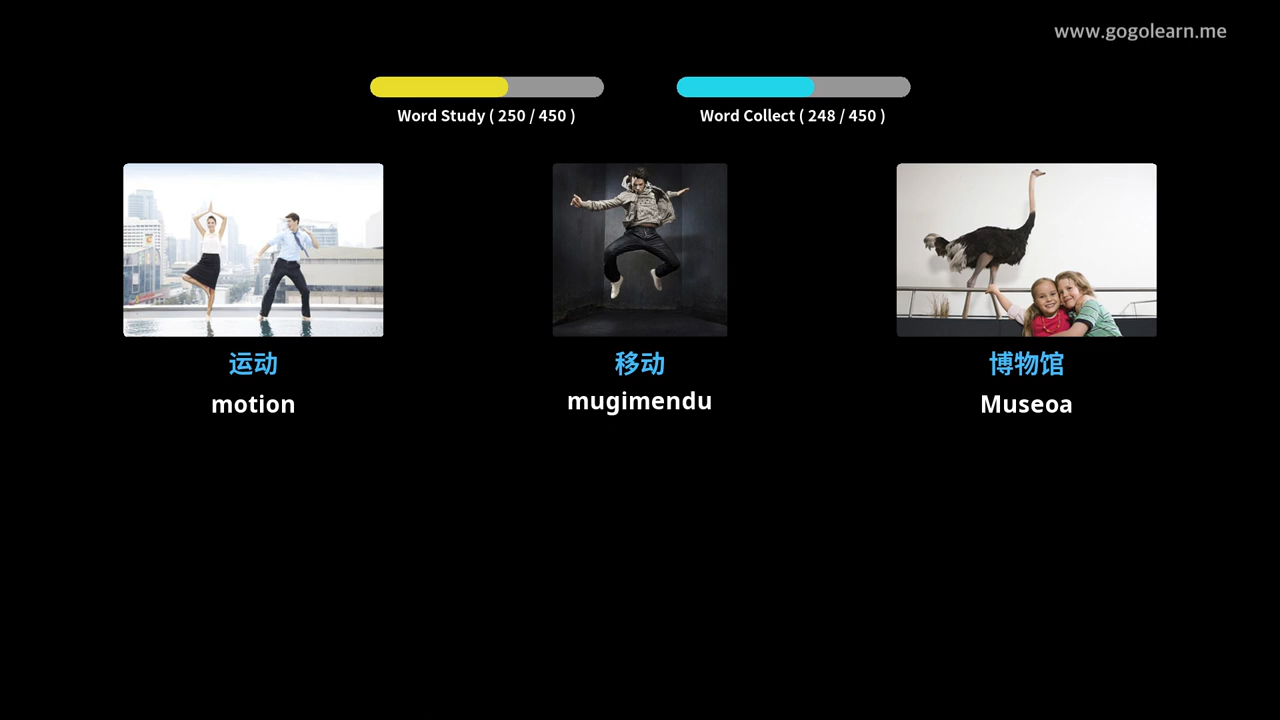 www.gogolearn.me
Word Study ( 250 / 450 )
Word Collect ( 248 / 450 )
运动
motion
移动
mugimendu
博物馆
Museoa